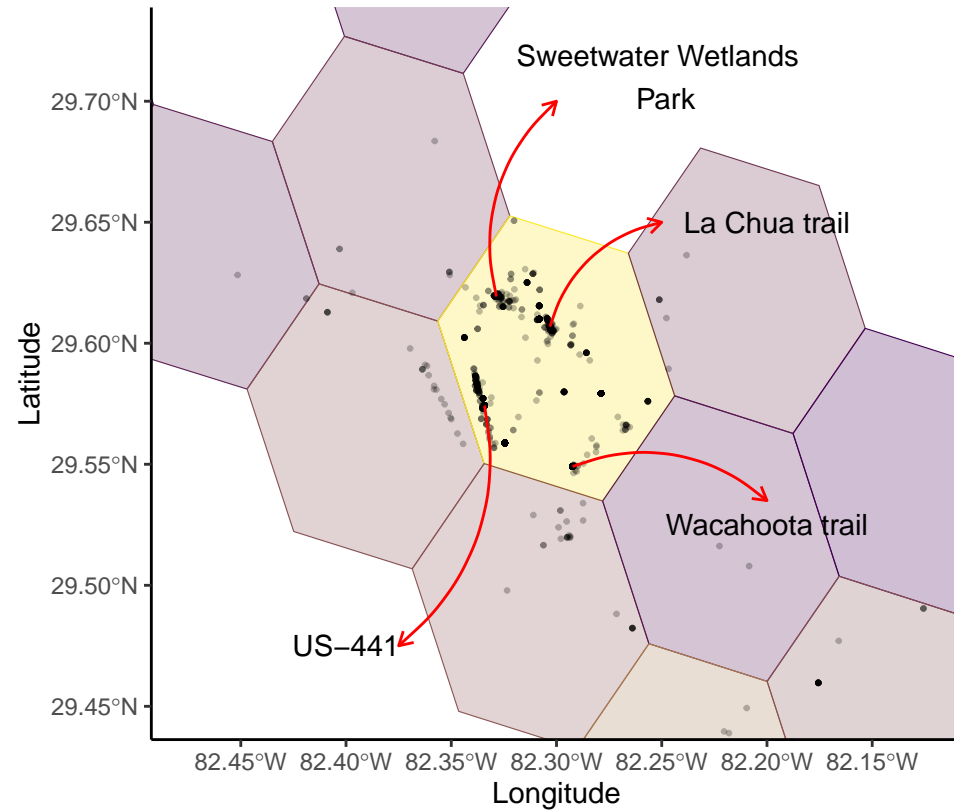 Sweetwater Wetlands
Park
29.70°N
29.65°N
La Chua trail
29.60°N
29.55°N
Wacahoota trail
29.50°N
US−441
29.45°N
Latitude
82.45°W 82.40°W 82.35°W 82.30°W 82.25°W 82.20°W 82.15°W
Longitude